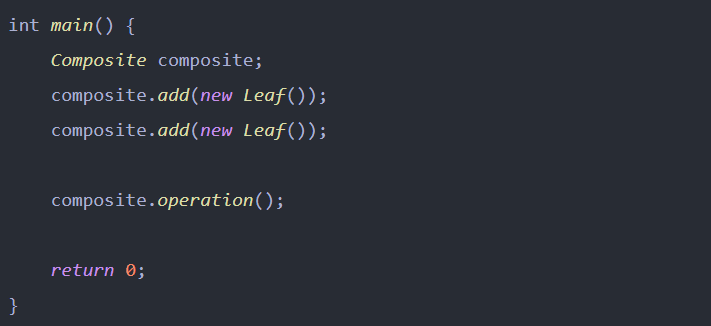 int main() {
    Composite composite;
    composite.add(new Leaf());
    composite.add(new Leaf());

    composite.operation();

    return 0;
}